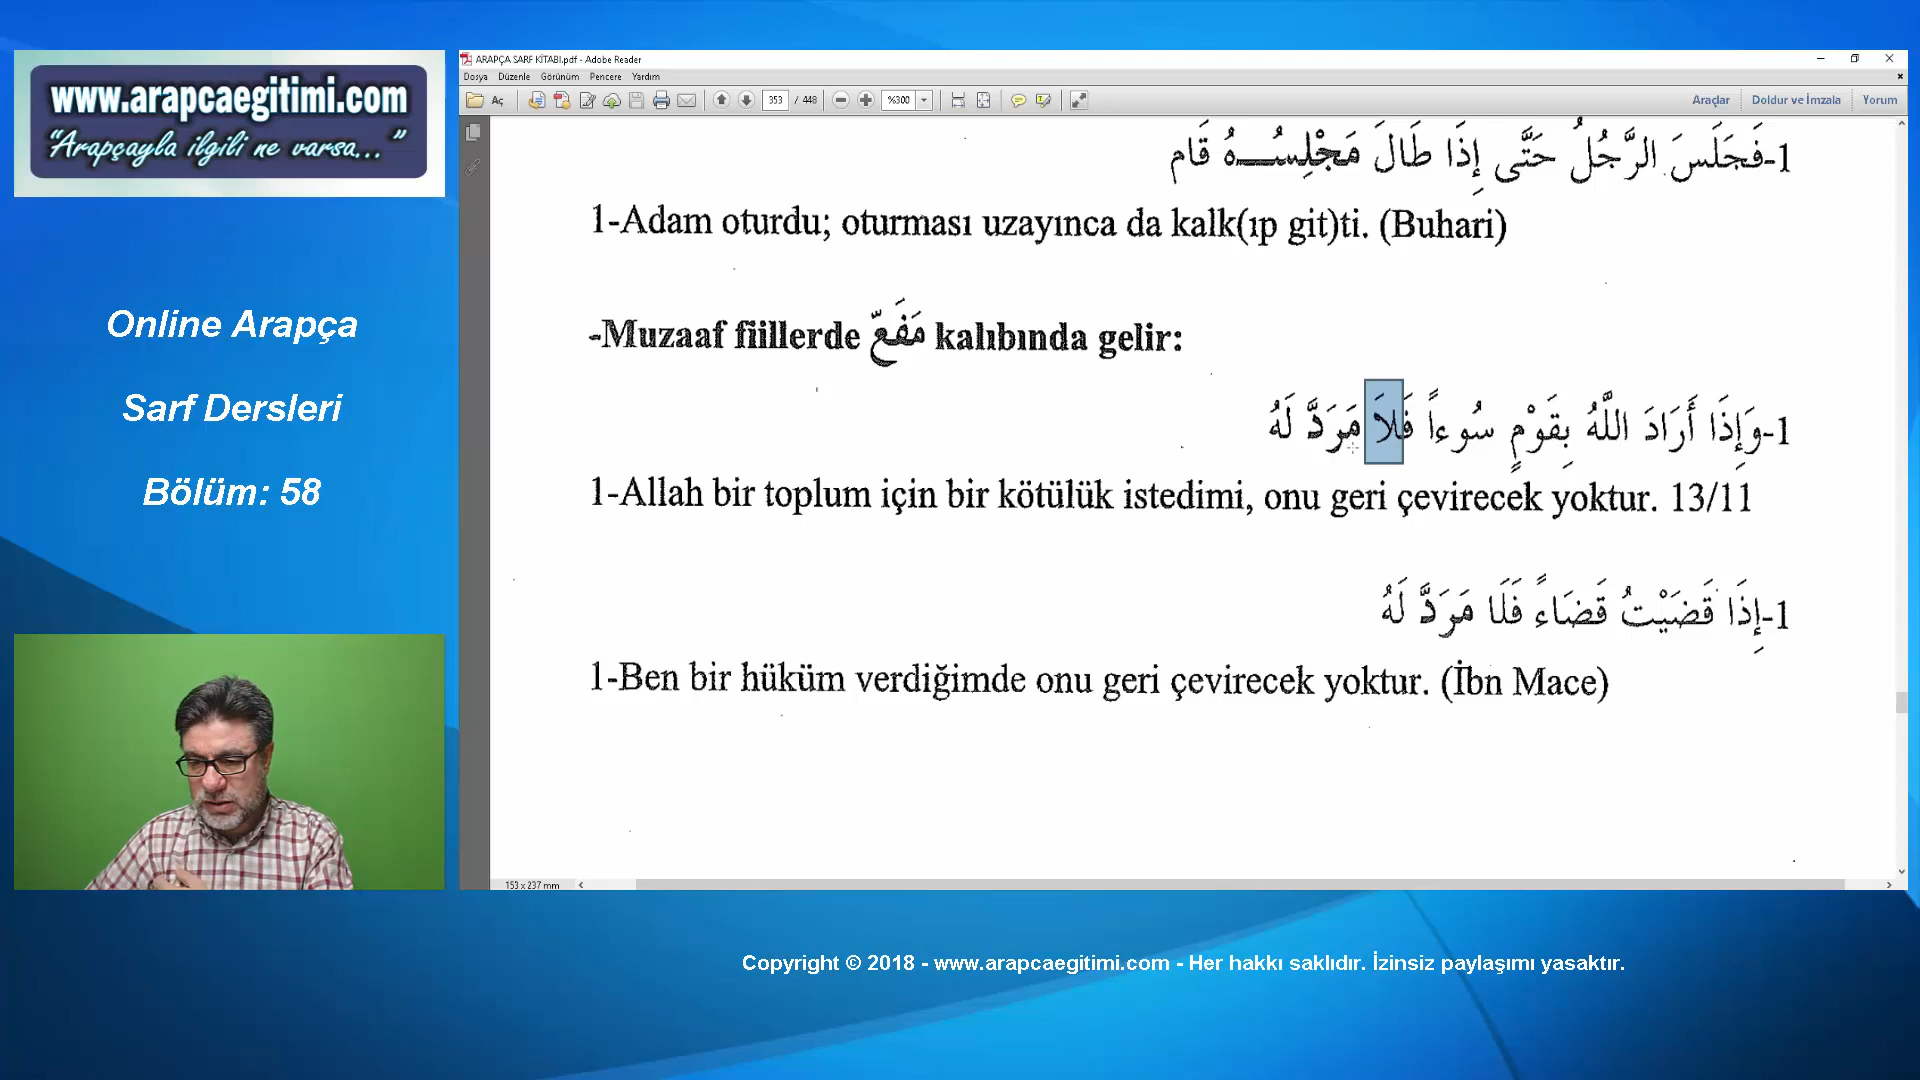 www.arapcaegitimi.com
"Arapçayla ilgili ne varsa..."
Online Arapça
Sarf Dersleri
Bölüm: 58
ARAPÇA SARF KİTABI.pdf - Adobe Reader
Dosya Düzenle Görünüm Pencere Yardım
Aç 353 / 448 %300 Araçlar Doldur ve İmzala Yorum
1-فَجَلَسَ الرَّجُلُ حَتَّى إِذَا طَالَ مَجْلِسُـهُ قَام
1-Adam oturdu; oturması uzayınca da kalk(ıp git)ti. (Buhari)
-Muzaaf fiillerde مَفَعّ kalıbında gelir:
1-وَإِذَا أَرَادَ اللَّهُ بِقَوْمٍ سُوءاً فَلاَ مَرَدَّ لَهُ
1-Allah bir toplum için bir kötülük istedimi, onu geri çevirecek yoktur. 13/11
1-إِذَا قَضَيْتُ قَضَاءً فَلَا مَرَدَّ لَهُ
1-Ben bir hüküm verdiğimde onu geri çevirecek yoktur. (İbn Mace)
153 x 237 mm
Copyright © 2018 - www.arapcaegitimi.com - Her hakkı saklıdır. İzinsiz paylaşımı yasaktır.